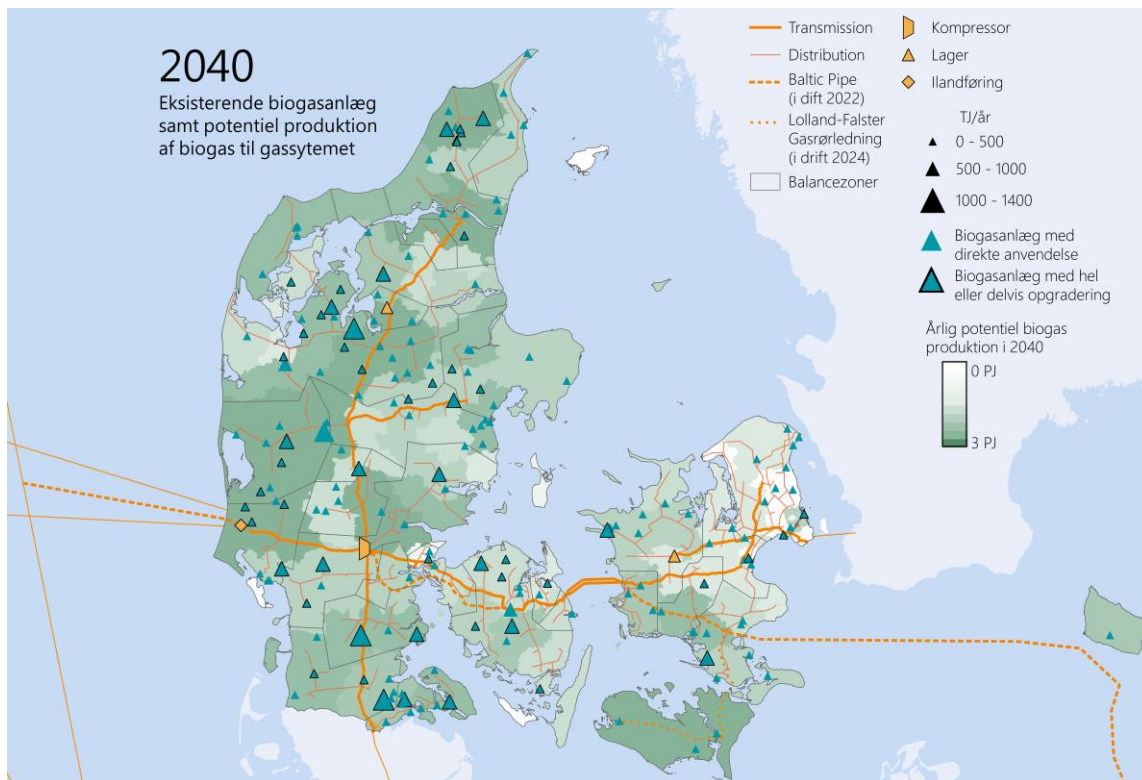 2040
Eksisterende biogasanlæg
samt potentiel produktion
af biogas til gassytemet
Transmission
Distribution
Baltic Pipe
(i dift 2022)
Lolland-Falster
Gasrørledning
(i drift 2024)
Balancezoner
Kompressor
Lager
Ilandføring
TJ/år
0 - 500
500 - 1000
1000 - 1400
Biogasanlæg med
direkte anvendelse
Biogasanlæg med hel
eller delvis opgradering
Årlig potentiel biogas
produktion i 2040
0 PJ
3 PJ